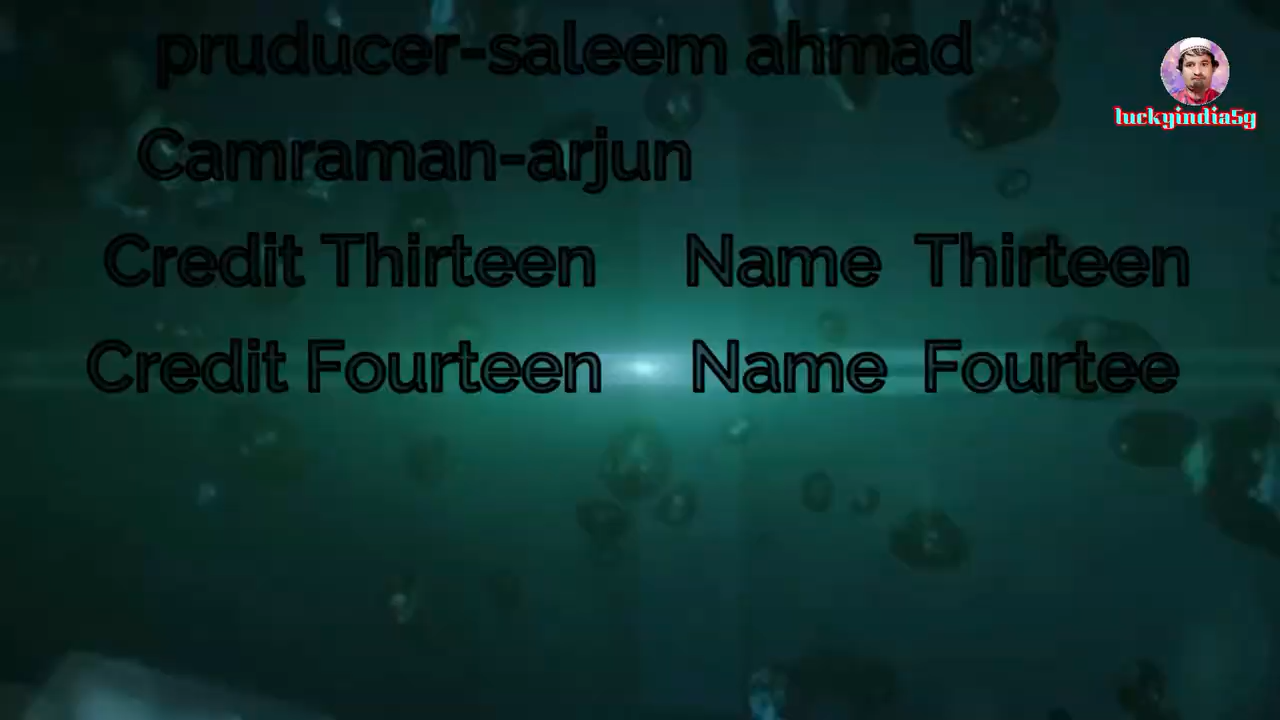 pruducer-saleem ahmad
luckyindia5g
Camraman-arjun
Credit Thirteen Name Thirteen
Credit Fourteen Name Fourtee